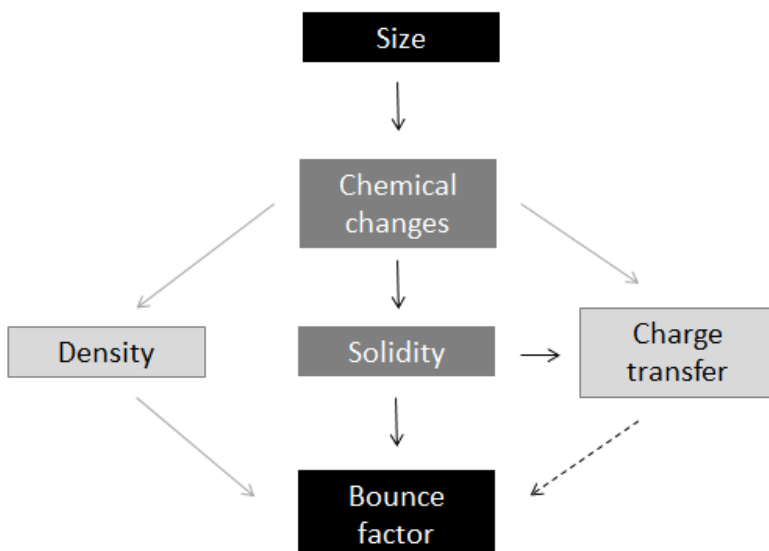 Size
Chemical
changes
Density
Solidity
Charge
transfer
Bounce
factor